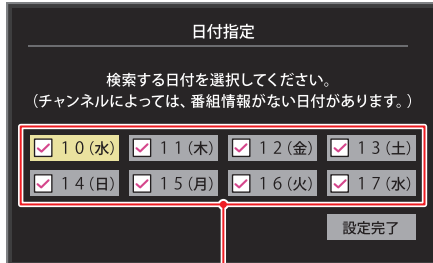 日付指定
検索する日付を選択してください。
(チャンネルによっては、番組情報がない日付があります。)
10(水) 11(木) 12(金) 13(土)
14(日) 15(月) 16(火) 17(水)
設定完了